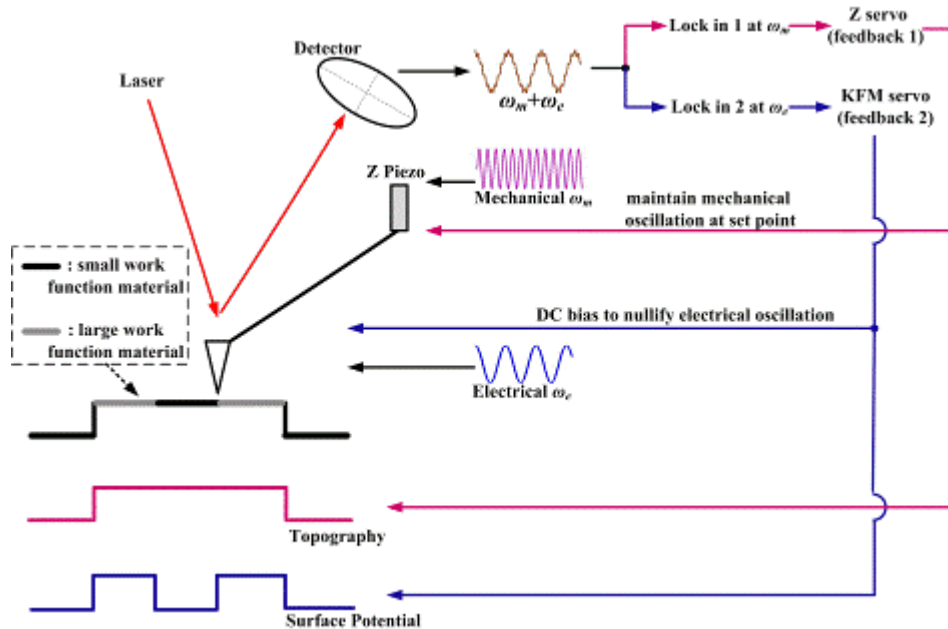 Detector
Laser
ωm+ωe
Lock in 1 at ωm
Z servo
(feedback 1)
Lock in 2 at ωe
KFM servo
(feedback 2)
Z Piezo
Mechanical ωm
maintain mechanical
oscillation at set point
: small work
function material
: large work
function material
DC bias to nullify electrical oscillation
Electrical ωe
Topography
Surface Potential